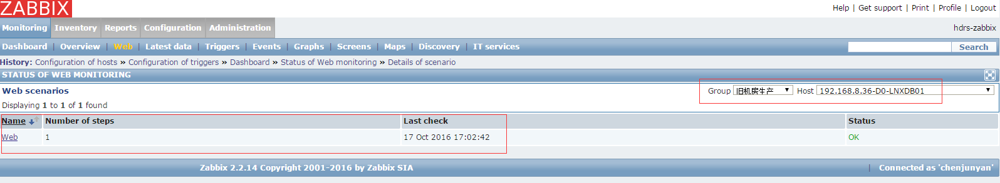 ZABBIX
Help | Get support | Print | Profile | Logout
Monitoring Inventory Reports Configuration Administration hdrs-zabbix
Dashboard | Overview | Web | Latest data | Triggers | Events | Graphs | Screens | Maps | Discovery | IT services Search
History: Configuration of hosts » Configuration of triggers » Dashboard » Status of Web monitoring » Details of scenario
STATUS OF WEB MONITORING
Web scenarios Group 旧机房生产 Host 192.168.8.36-D0-LNXDB01
Displaying 1 to 1 of 1 found
Name Number of steps Last check Status
Web 1 17 Oct 2016 17:02:42 OK
Zabbix 2.2.14 Copyright 2001-2016 by Zabbix SIA | Connected as 'chenjunyan'